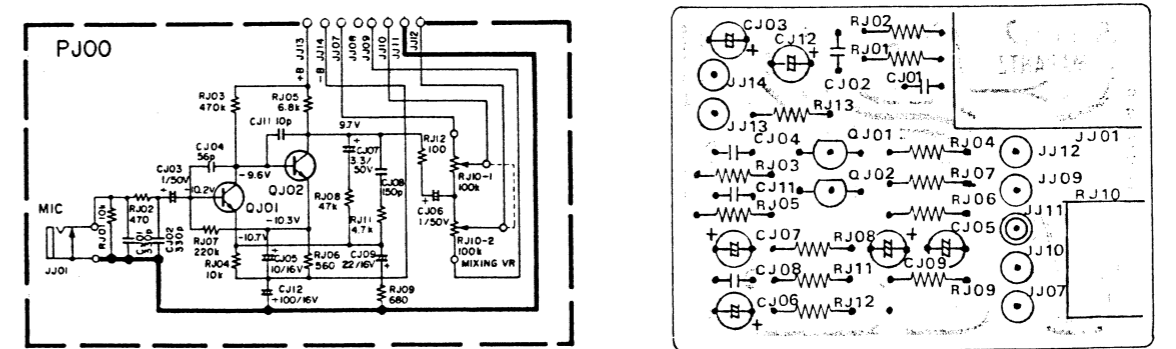 PJ00
+B JJ13
-B JJ14
JJ07
JJ08
JJ09
JJ10
JJ11
JJ12
RJ03
470k
RJ05
6.8k
CJ11 10p
CJ04
56p
-9.6V
QJ02
9.7V
CJ07
3.3/
50V
RJ12
100
RJ10-1
100k
CJ03
1/50V
-10.2V
QJ01
RJ08
47k
CJ08
150p
CJ06
1/50V
MIC
RJ01 10k
RJ02
470
CJ01
330p
CJ02
330p
-10.3V
RJ11
4.7k
RJ10-2
100k
MIXING VR
RJ07
220k
-10.7V
RJ04
10k
CJ05
10/16V
RJ06
560
CJ09
22/16V
JJ01
CJ12
100/16V
RJ09
680
CJ03
CJ12
RJ02
RJ01
CJ01
CJ02
JJ14
RJ13
JJ13
CJ04
QJ01
RJ04
JJ01
JJ12
RJ03
CJ11
QJ02
RJ07
JJ09
RJ10
RJ05
RJ06
JJ11
CJ05
CJ07
RJ08
JJ10
CJ08
RJ11
CJ09
RJ09
JJ07
CJ06
RJ12